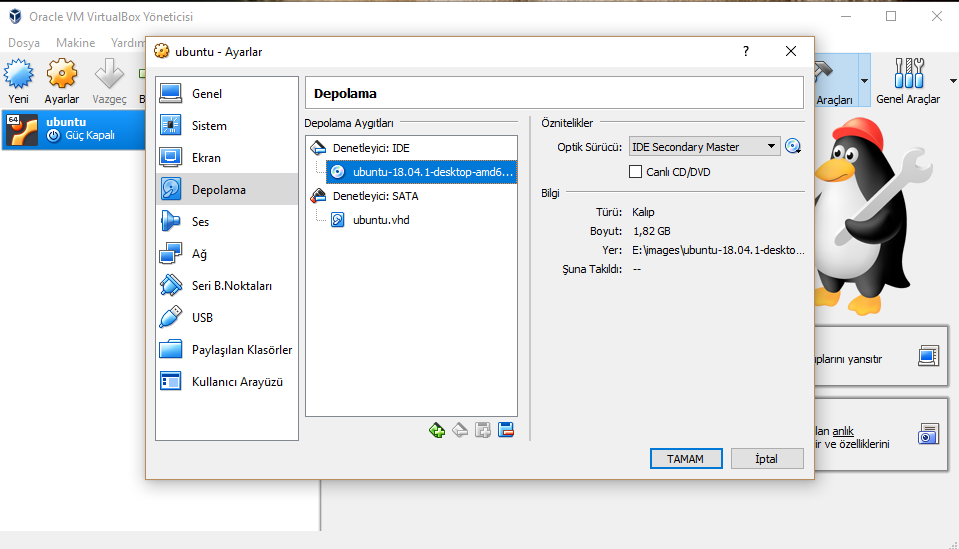 Oracle VM VirtualBox Yöneticisi
Dosya Makine Yardım
Yeni Ayarlar Vazgeç
Araçları Genel Araçlar
64
ubuntu
Güç Kapalı
ubuntu - Ayarlar
?
Genel
Sistem
Ekran
Depolama
Ses
Ağ
Seri B.Noktaları
USB
Paylaşılan Klasörler
Kullanıcı Arayüzü
Depolama
Depolama Aygıtları
Denetleyici: IDE
ubuntu-18.04.1-desktop-amd6...
Denetleyici: SATA
ubuntu.vhd
Öznitelikler
Optik Sürücü: IDE Secondary Master
Canlı CD/DVD
Bilgi
Türü: Kalıp
Boyut: 1,82 GB
Yer: E:\images\ubuntu-18.04.1-deskto...
Şuna Takıldı: --
TAMAM İptal
plarını yansıtır
lan anlık
ir ve özelliklerini